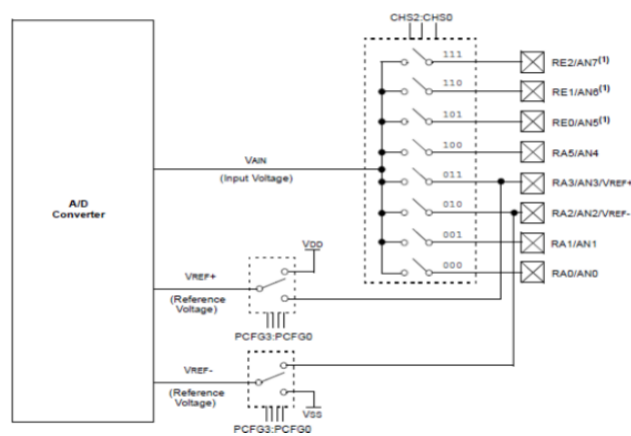 CHS2:CHS0
111
RE2/AN7(1)
110
RE1/AN6(1)
101
RE0/AN5(1)
100
RA5/AN4
VAIN
(Input Voltage)
011
RA3/AN3/VREF+
010
RA2/AN2/VREF-
A/D
Converter
001
RA1/AN1
VDD
000
RA0/AN0
VREF+
(Reference
Voltage)
PCFG3:PCFG0
VREF-
(Reference
Voltage)
VSS
PCFG3:PCFG0